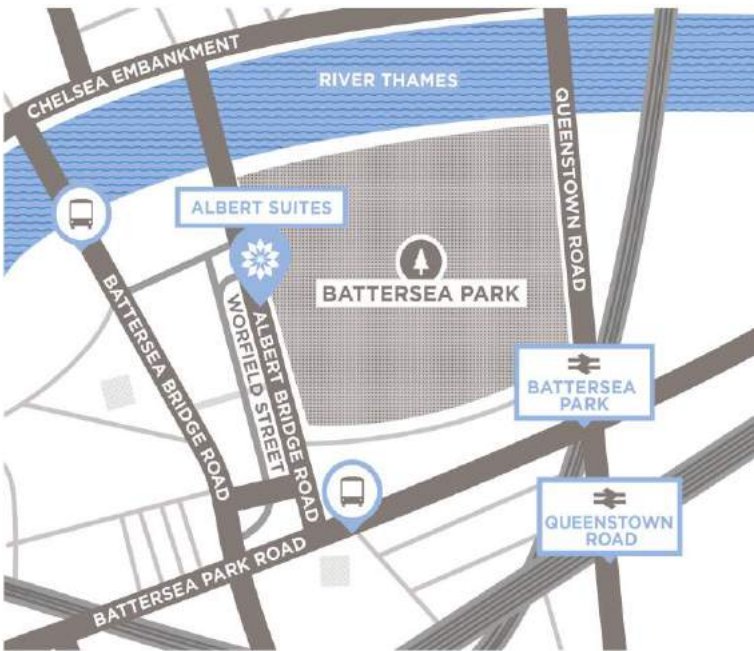 CHELSEA EMBANKMENT
RIVER THAMES
QUEENSTOWN ROAD
ALBERT SUITES
BATTERSEA PARK
BATTERSEA BRIDGE ROAD
WORFIELD STREET
ALBERT BRIDGE ROAD
BATTERSEA
PARK
QUEENSTOWN
ROAD
BATTERSEA PARK ROAD